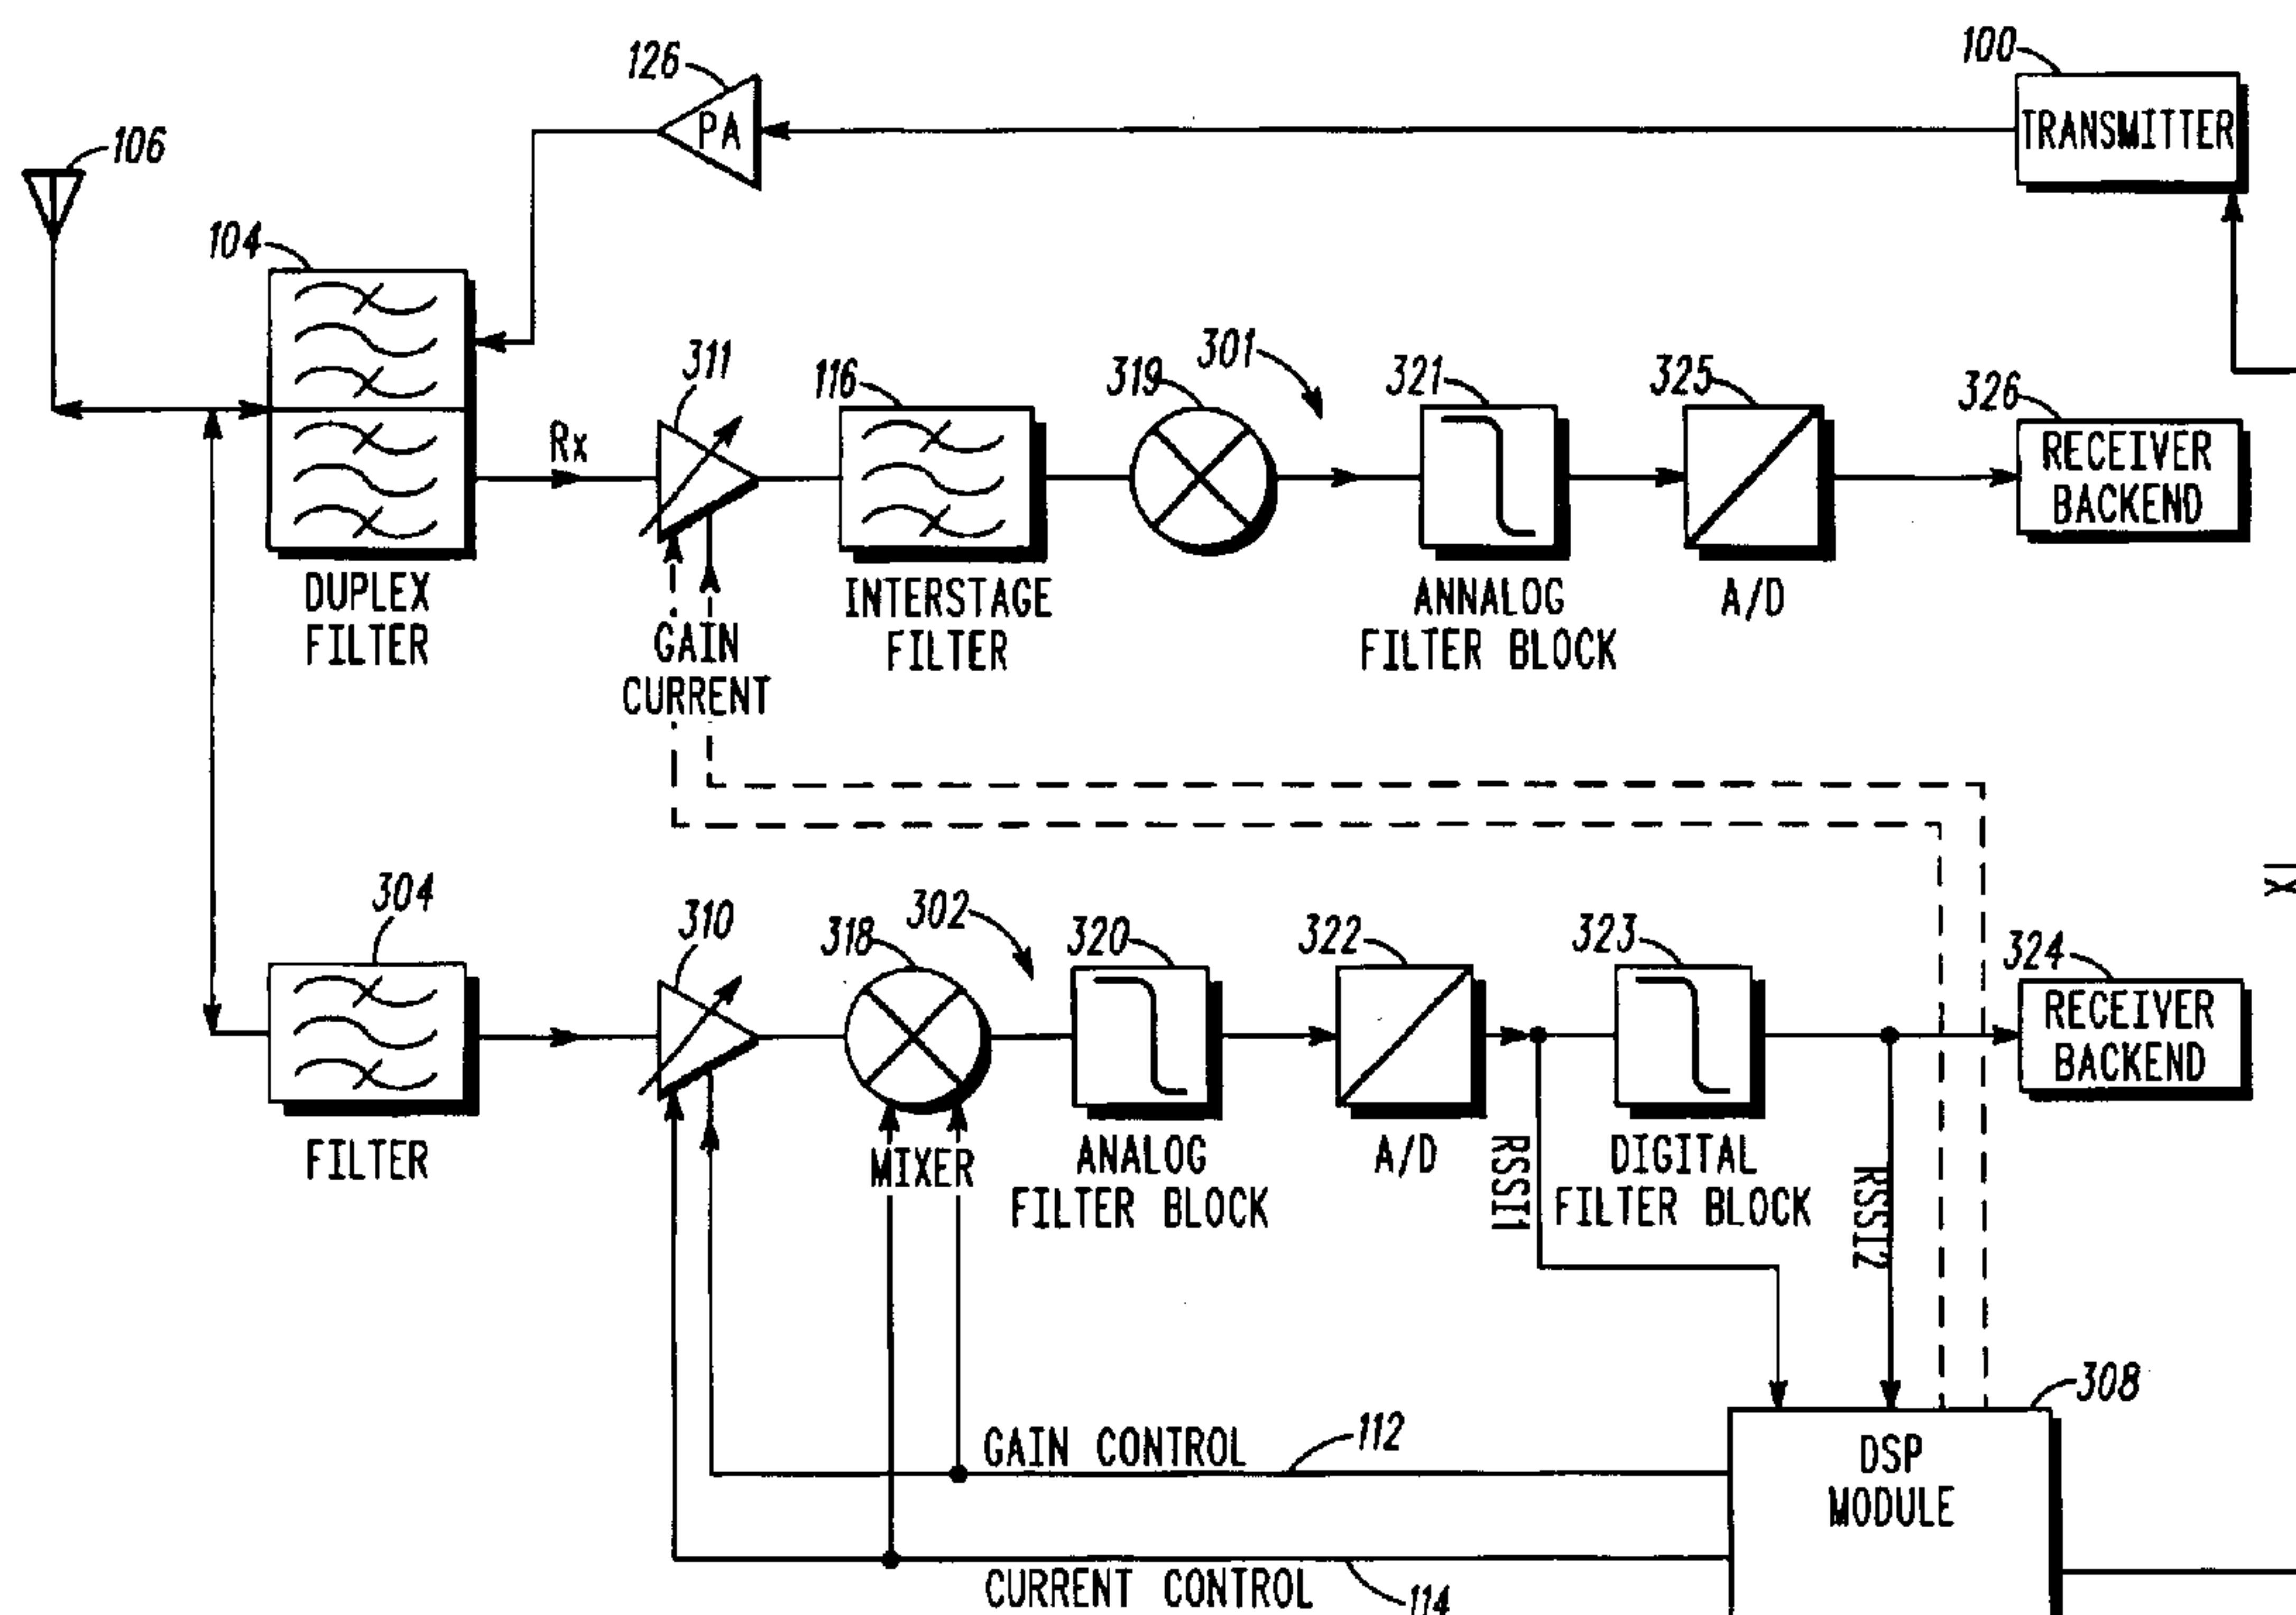 126
100
PA
TRANSMITTER
106
104
311
116
319
301
321
325
326
Rx
RECEIVER
BACKEND
DUPLEX
FILTER
GAIN
CURRENT
INTERSTAGE
FILTER
ANNALOG
FILTER BLOCK
A/D
TX
304
310
318
302
320
322
323
324
RECEIVER
BACKEND
FILTER
MIXER
ANALOG
FILTER BLOCK
A/D
RSSI1
DIGITAL
FILTER BLOCK
RSSI2
308
GAIN CONTROL
112
DSP
MODULE
CURRENT CONTROL
114